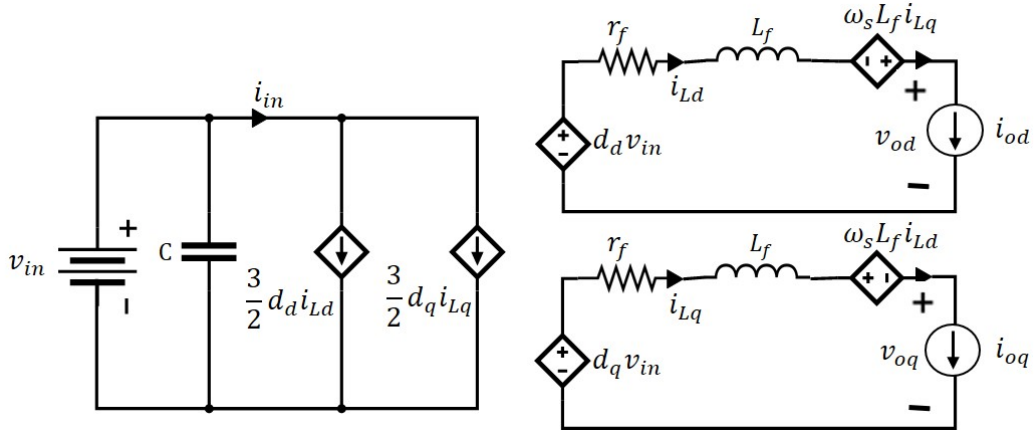 i_in
v_in
C
3/2 d_d i_Ld
3/2 d_q i_Lq
+
−
r_f
L_f
ω_s L_f i_Lq
i_Ld
- +
+
-
d_d v_in
+
v_od
i_od
−
r_f
L_f
ω_s L_f i_Ld
i_Lq
+ -
+
-
d_q v_in
+
v_oq
i_oq
−